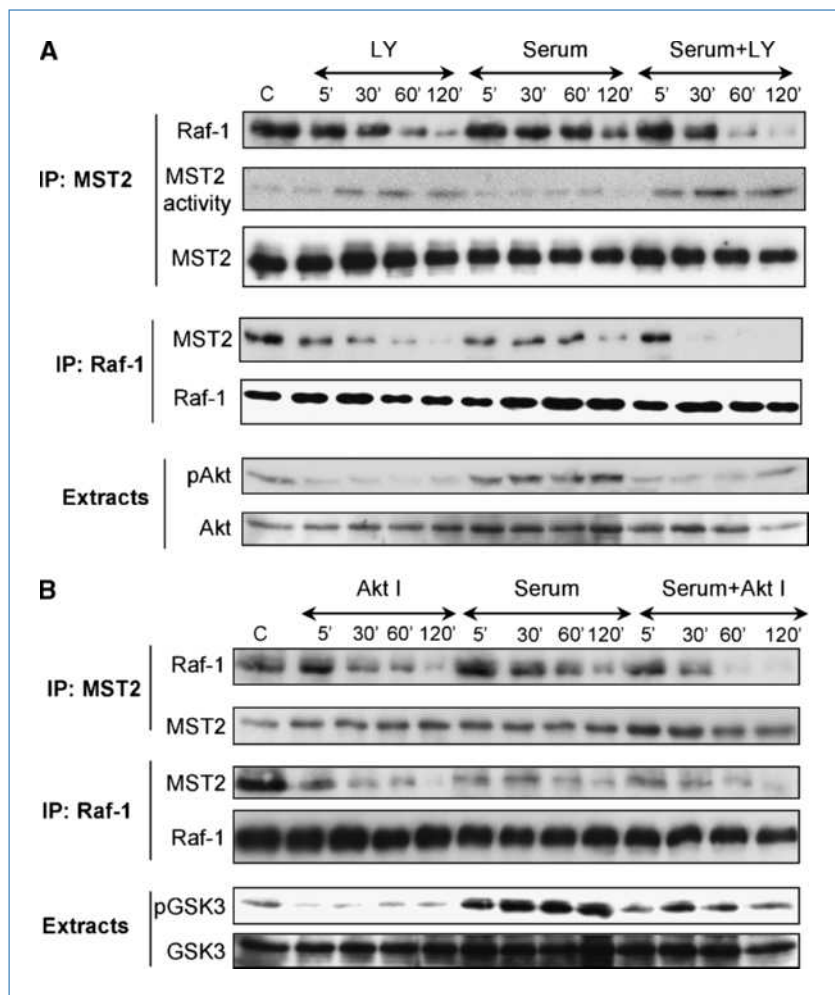 A
LY Serum Serum+LY
C 5' 30' 60' 120' 5' 30' 60' 120' 5' 30' 60' 120'
Raf-1
IP: MST2
MST2
activity
MST2
MST2
IP: Raf-1
Raf-1
pAkt
Extracts
Akt
B
Akt I Serum Serum+Akt I
C 5' 30' 60' 120' 5' 30' 60' 120' 5' 30' 60' 120'
Raf-1
IP: MST2
MST2
MST2
IP: Raf-1
Raf-1
pGSK3
Extracts
GSK3